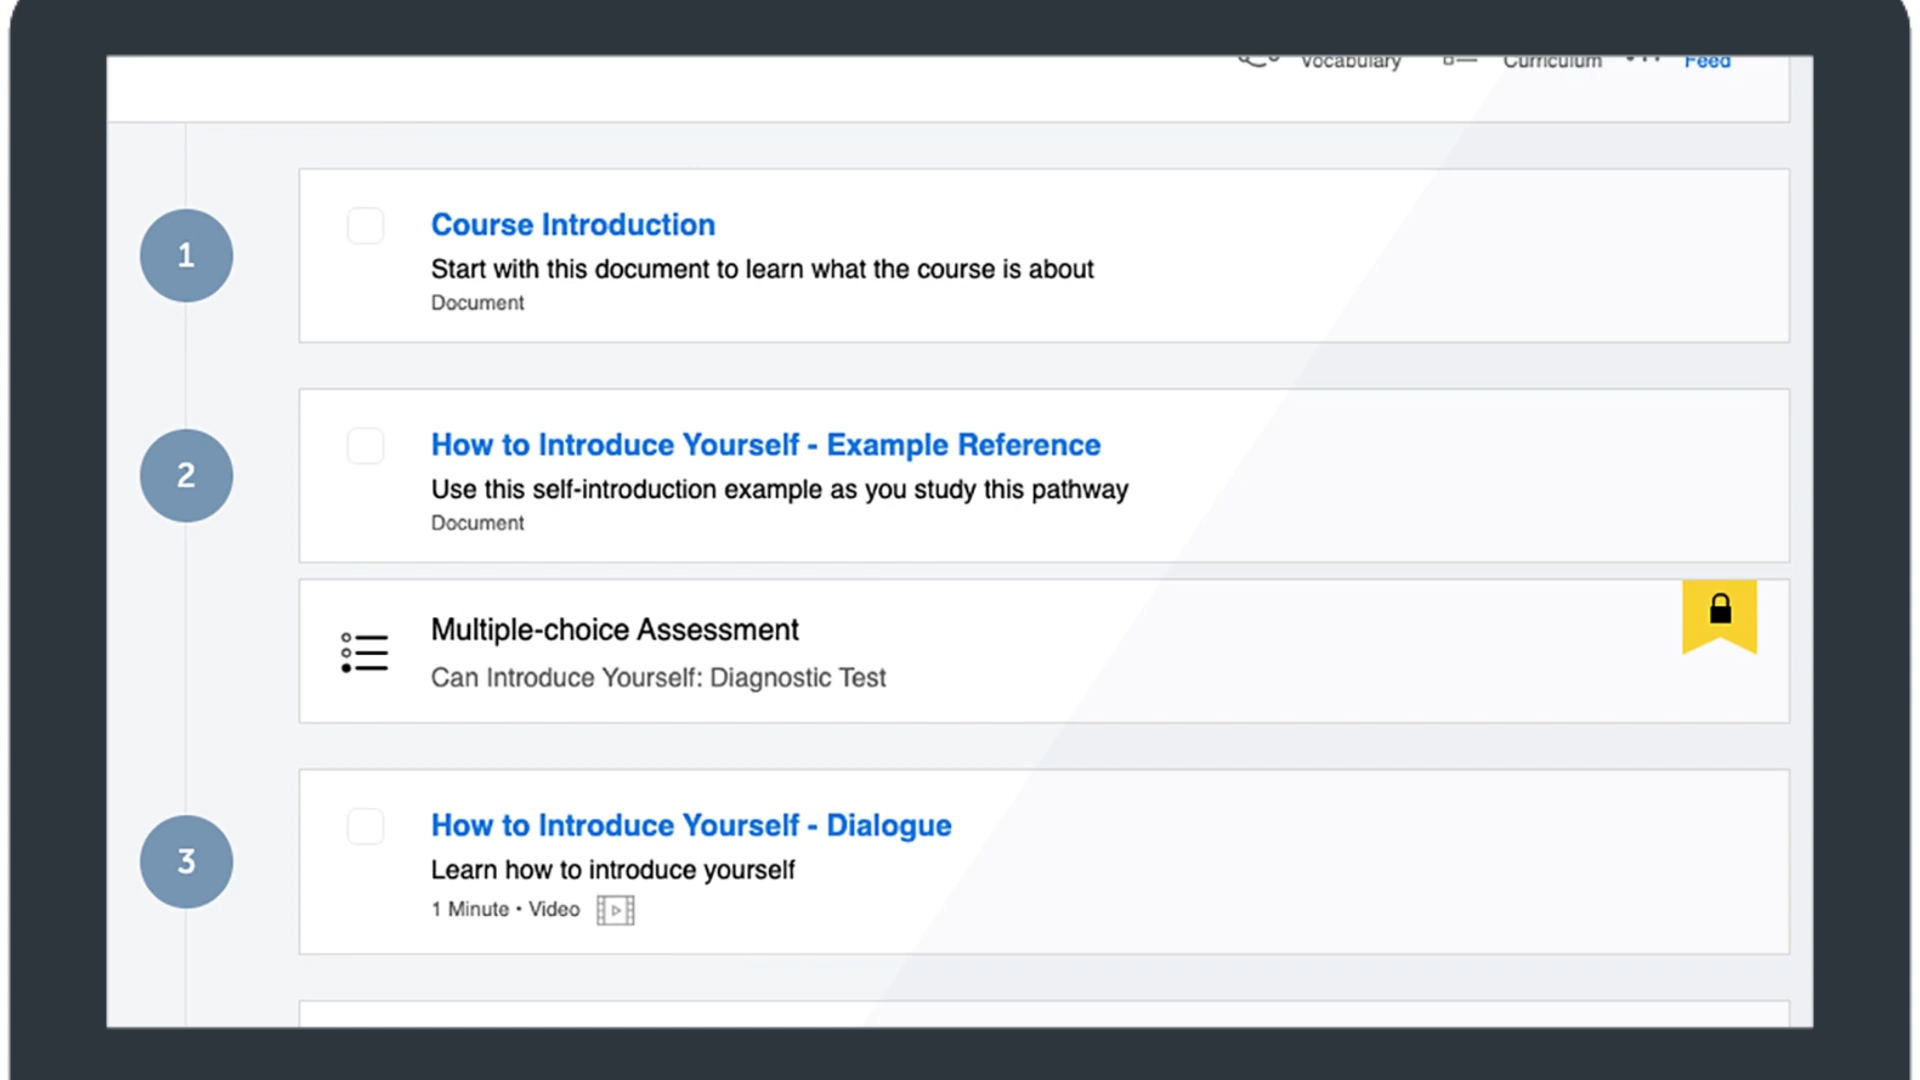 Vocabulary Curriculum Feed
1
Course Introduction
Start with this document to learn what the course is about
Document
2
How to Introduce Yourself - Example Reference
Use this self-introduction example as you study this pathway
Document
Multiple-choice Assessment
Can Introduce Yourself: Diagnostic Test
3
How to Introduce Yourself - Dialogue
Learn how to introduce yourself
1 Minute • Video